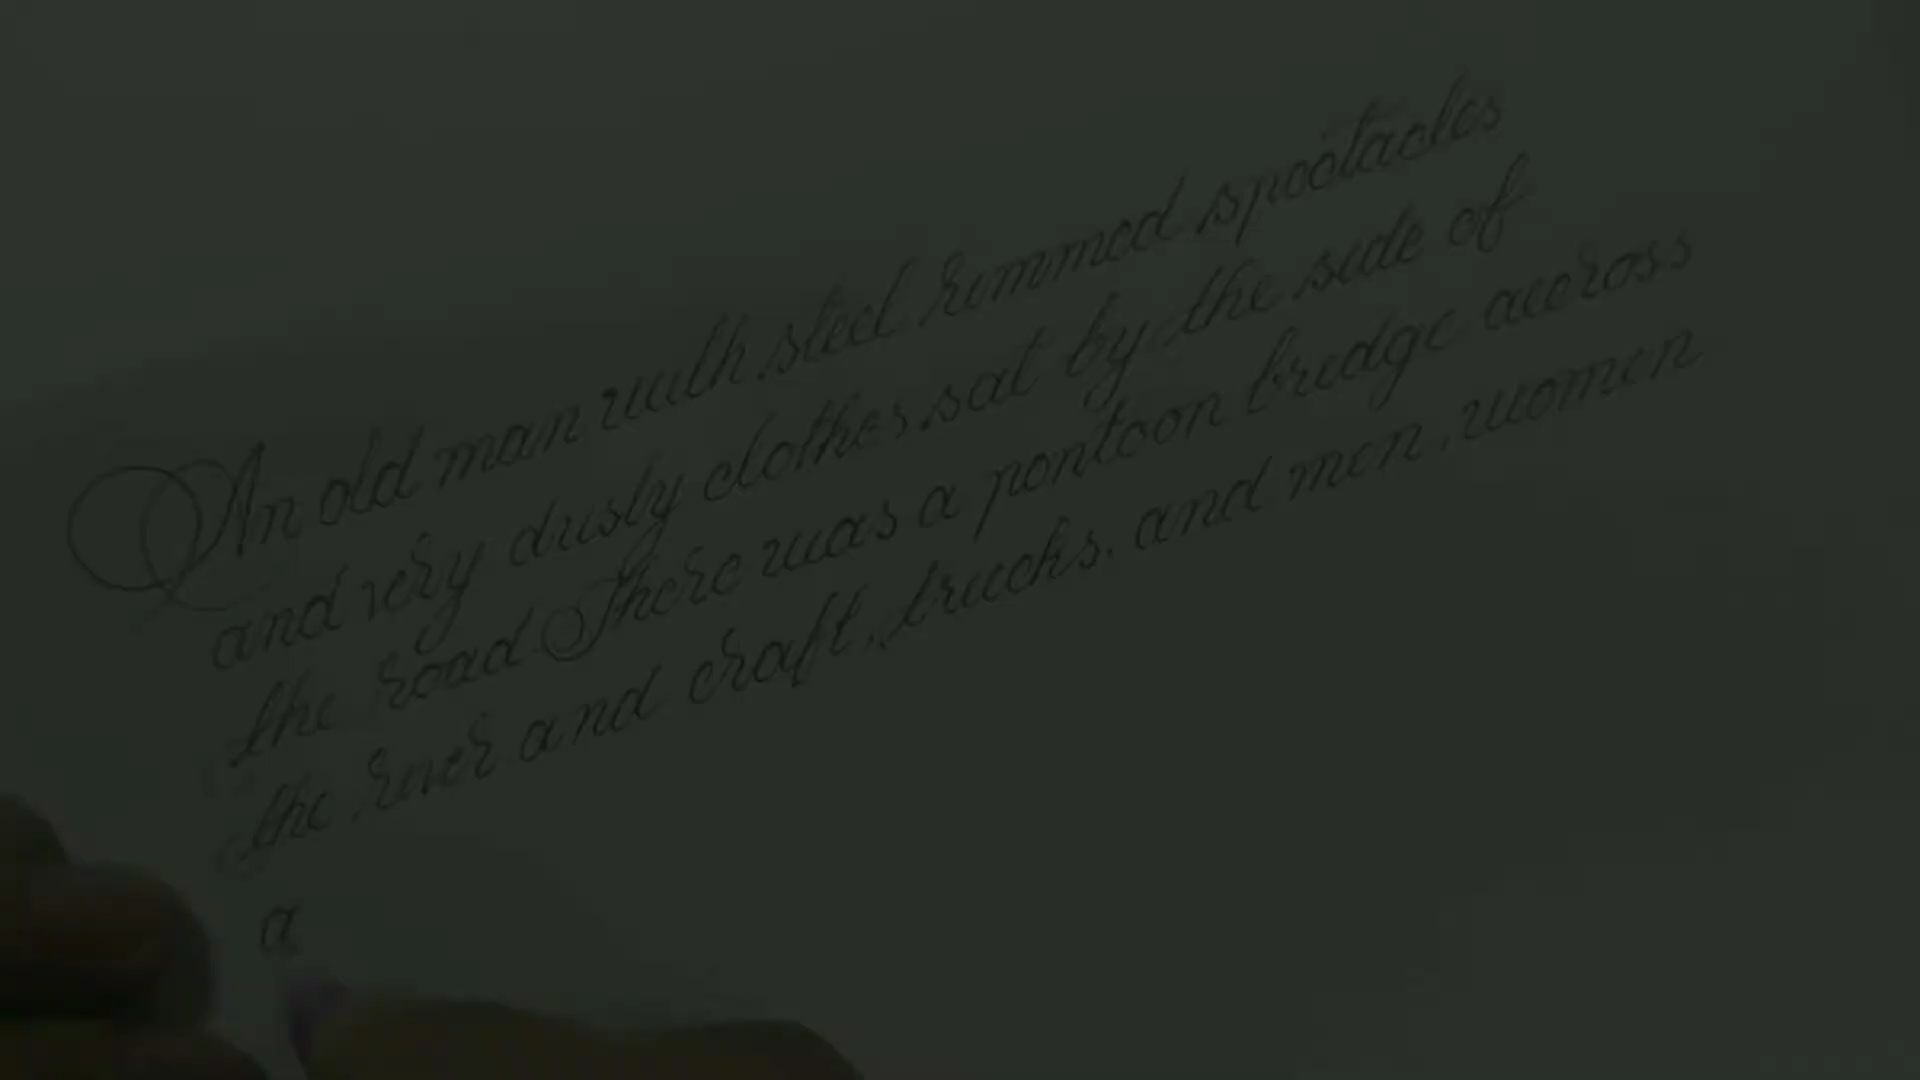 An old man with steel rimmed spectacles
and very dusty clothes sat by the side of
the road. There was a pontoon bridge accross
the river and craft, trucks, and men, women
a